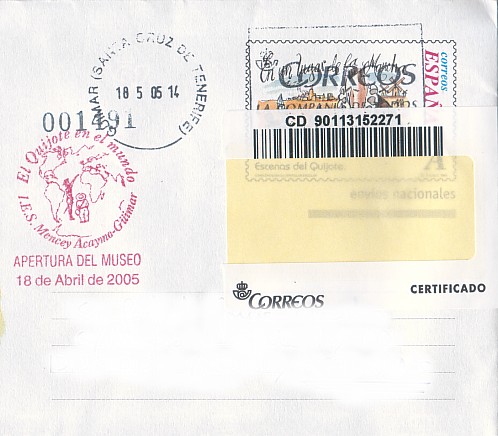 GÜIMAR (SANTA CRUZ DE TENERIFE)
18 5 05 14
001491
En un lugar de la Mancha
CORREOS
CORREOS
ESPAÑA
CD 90113152271
Escenas del Quijote.
A
envíos nacionales
El Quijote en el mundo
I.E.S. Mencey Acaymo-Güimar
APERTURA DEL MUSEO
18 de Abril de 2005
CORREOS
CERTIFICADO